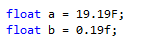 float a = 19.19F;
float b = 0.19f;